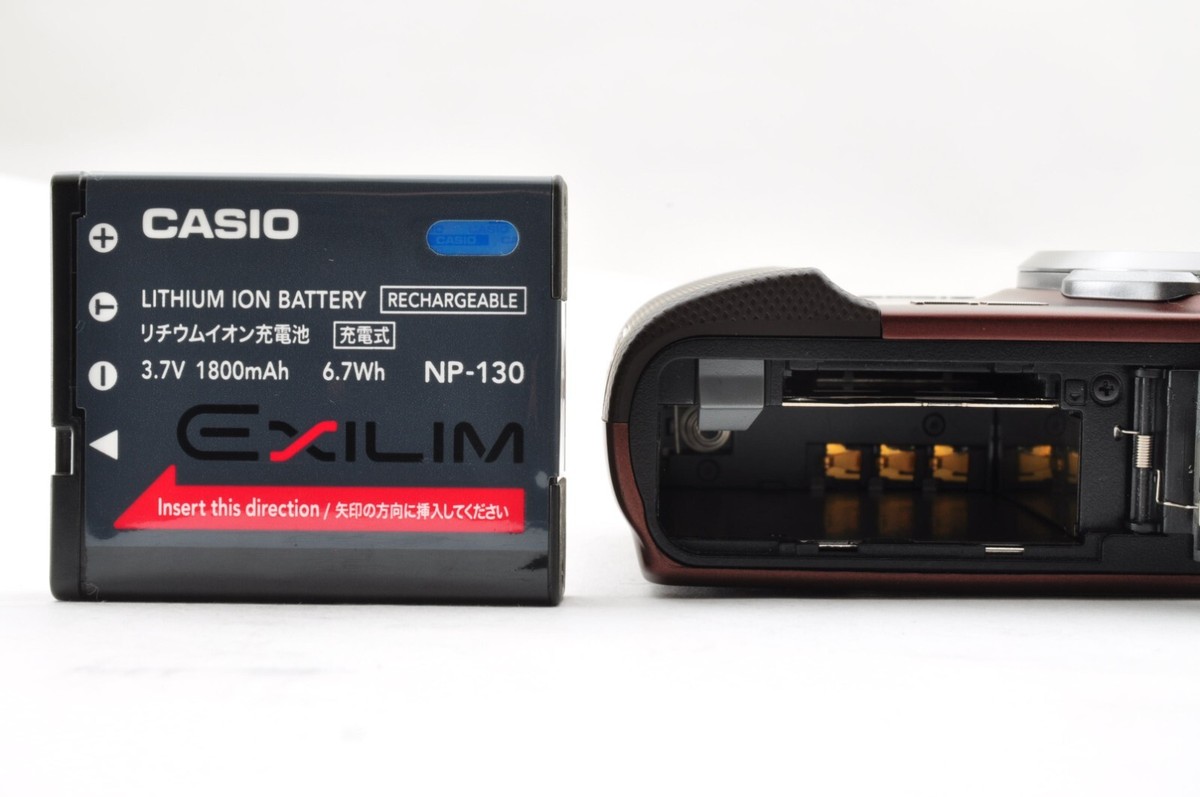 CASIO
CASIO
LITHIUM ION BATTERY RECHARGEABLE
リチウムイオン充電池 充電式
3.7V 1800mAh 6.7Wh NP-130
EXILIM
Insert this direction / 矢印の方向に挿入してください